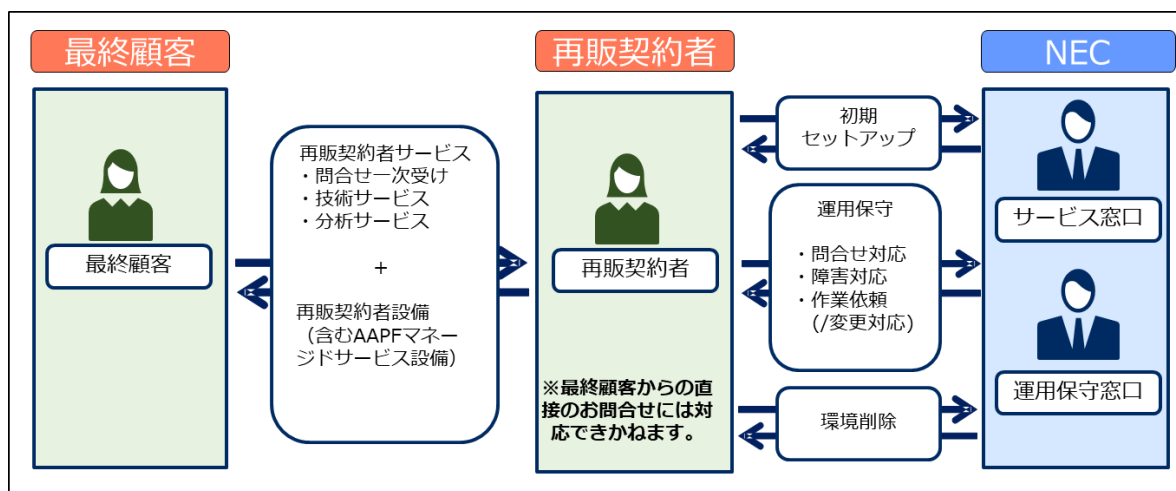 最終顧客
再販契約者
NEC
再販契約者サービス
・問合せ一次受け
・技術サービス
・分析サービス
+
再販契約者設備
（含むAAPFマネー
ジドサービス設備）
最終顧客
再販契約者
※最終顧客からの直
接のお問合せには対
応できかねます。
初期
セットアップ
運用保守
・問合せ対応
・障害対応
・作業依頼
(/変更対応)
環境削除
サービス窓口
運用保守窓口